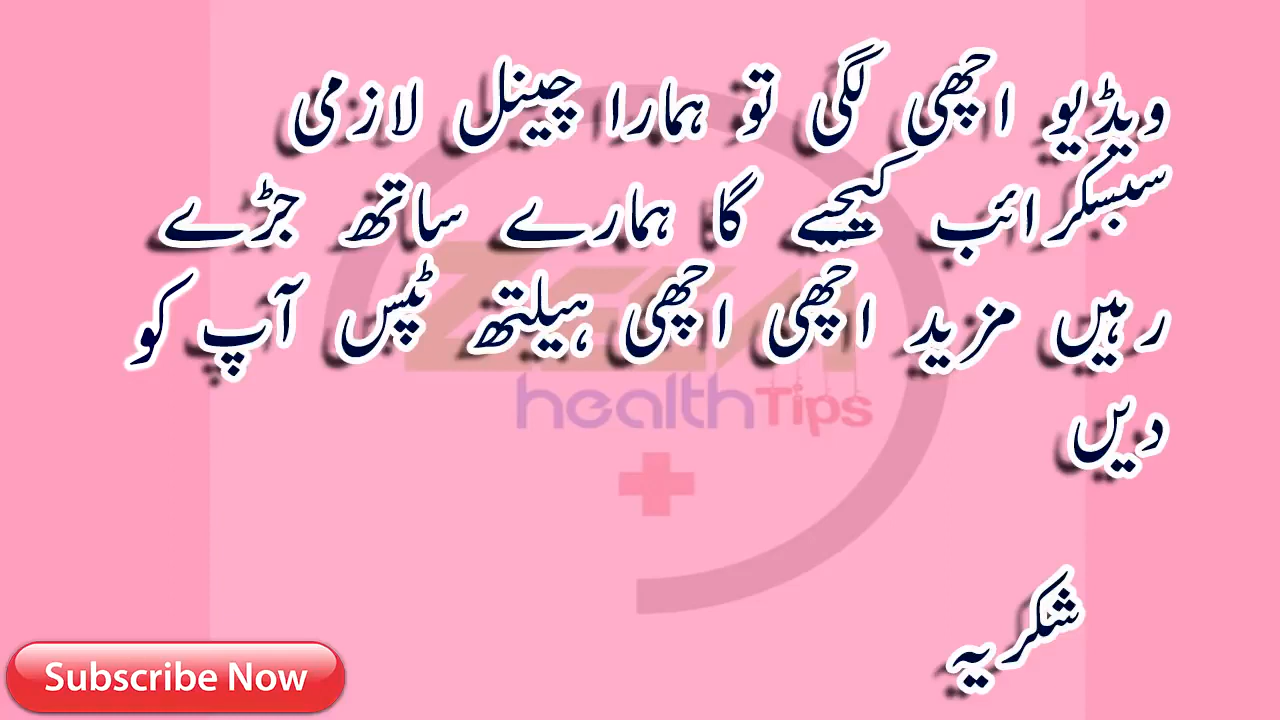 ویڈیو اچھی لگی تو ہمارا چینل لازمی
سبسکرائب کیجیے گا ہمارے ساتھ جڑے
رہیں مزید اچھی اچھی ہیلتھ ٹپس آپ کو
دیں
شکریہ
healthTips
Subscribe Now